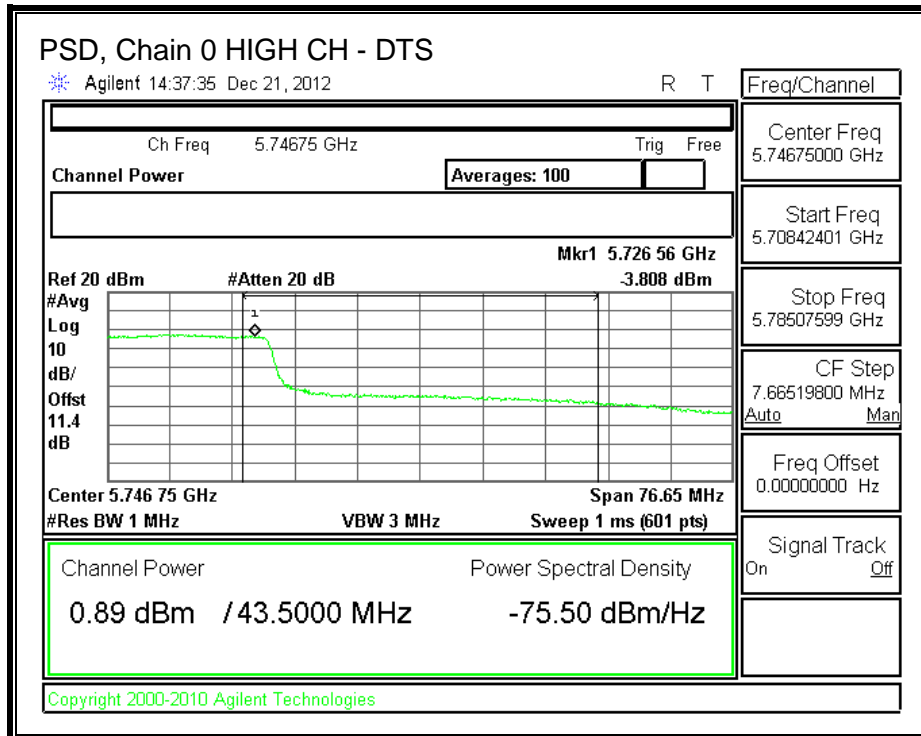 PSD, Chain 0 HIGH CH - DTS
Agilent 14:37:35 Dec 21, 2012 R T
Freq/Channel
Ch Freq 5.74675 GHz Trig Free
Channel Power Averages: 100
Mkr1 5.726 56 GHz
Ref 20 dBm #Atten 20 dB -3.808 dBm
#Avg
Log
10
dB/
Offst
11.4
dB
1
Center 5.746 75 GHz Span 76.65 MHz
#Res BW 1 MHz VBW 3 MHz Sweep 1 ms (601 pts)
Channel Power Power Spectral Density
0.89 dBm / 43.5000 MHz -75.50 dBm/Hz
Copyright 2000-2010 Agilent Technologies
Center Freq
5.74675000 GHz
Start Freq
5.70842401 GHz
Stop Freq
5.78507599 GHz
CF Step
7.66519800 MHz
Auto Man
Freq Offset
0.00000000 Hz
Signal Track
On Off